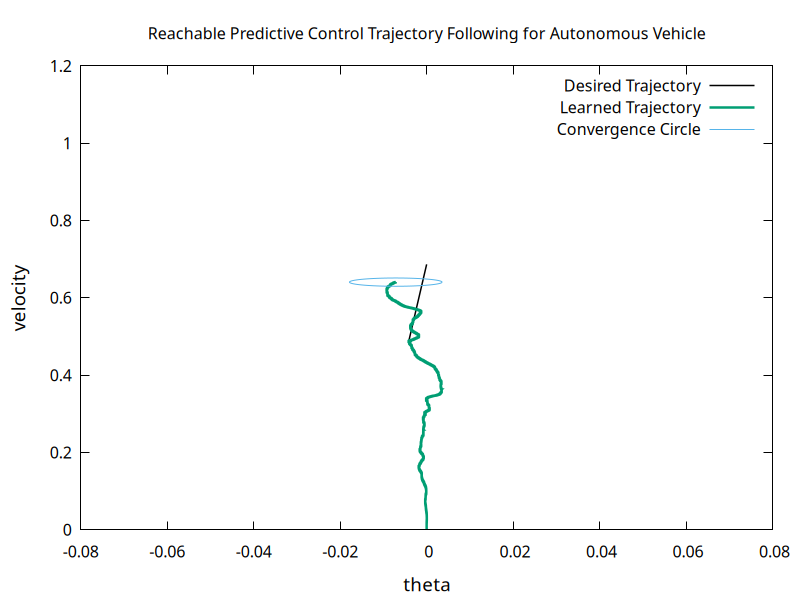 Reachable Predictive Control Trajectory Following for Autonomous Vehicle
1.2
1
0.8
0.6
0.4
0.2
0
velocity
Desired Trajectory
Learned Trajectory
Convergence Circle
-0.08 -0.06 -0.04 -0.02 0 0.02 0.04 0.06 0.08
theta